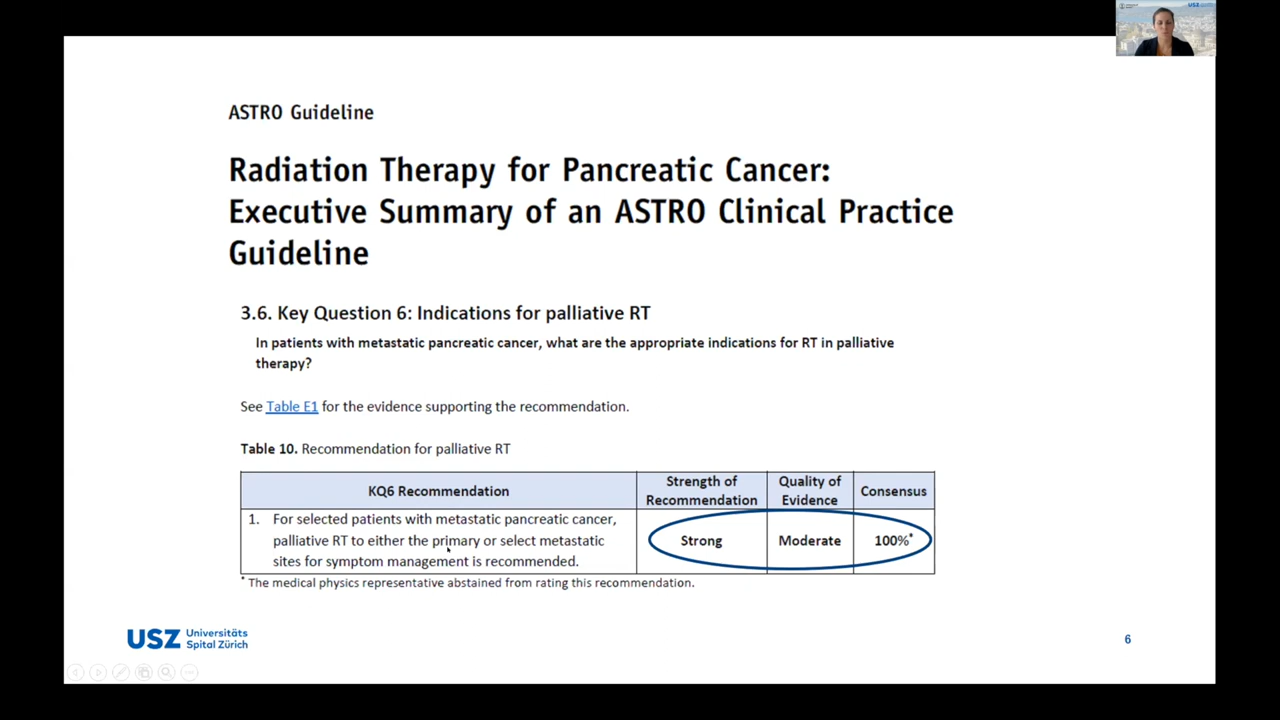 ASTRO Guideline
Radiation Therapy for Pancreatic Cancer:
Executive Summary of an ASTRO Clinical Practice
Guideline
3.6. Key Question 6: Indications for palliative RT
In patients with metastatic pancreatic cancer, what are the appropriate indications for RT in palliative
therapy?
See Table E1 for the evidence supporting the recommendation.
Table 10. Recommendation for palliative RT
KQ6 Recommendation
Strength of
Recommendation
Quality of
Evidence
Consensus
1. For selected patients with metastatic pancreatic cancer,
palliative RT to either the primary or select metastatic
sites for symptom management is recommended.
Strong
Moderate
100%*
* The medical physics representative abstained from rating this recommendation.
USZ Universitäts
Spital Zürich
6
USZ